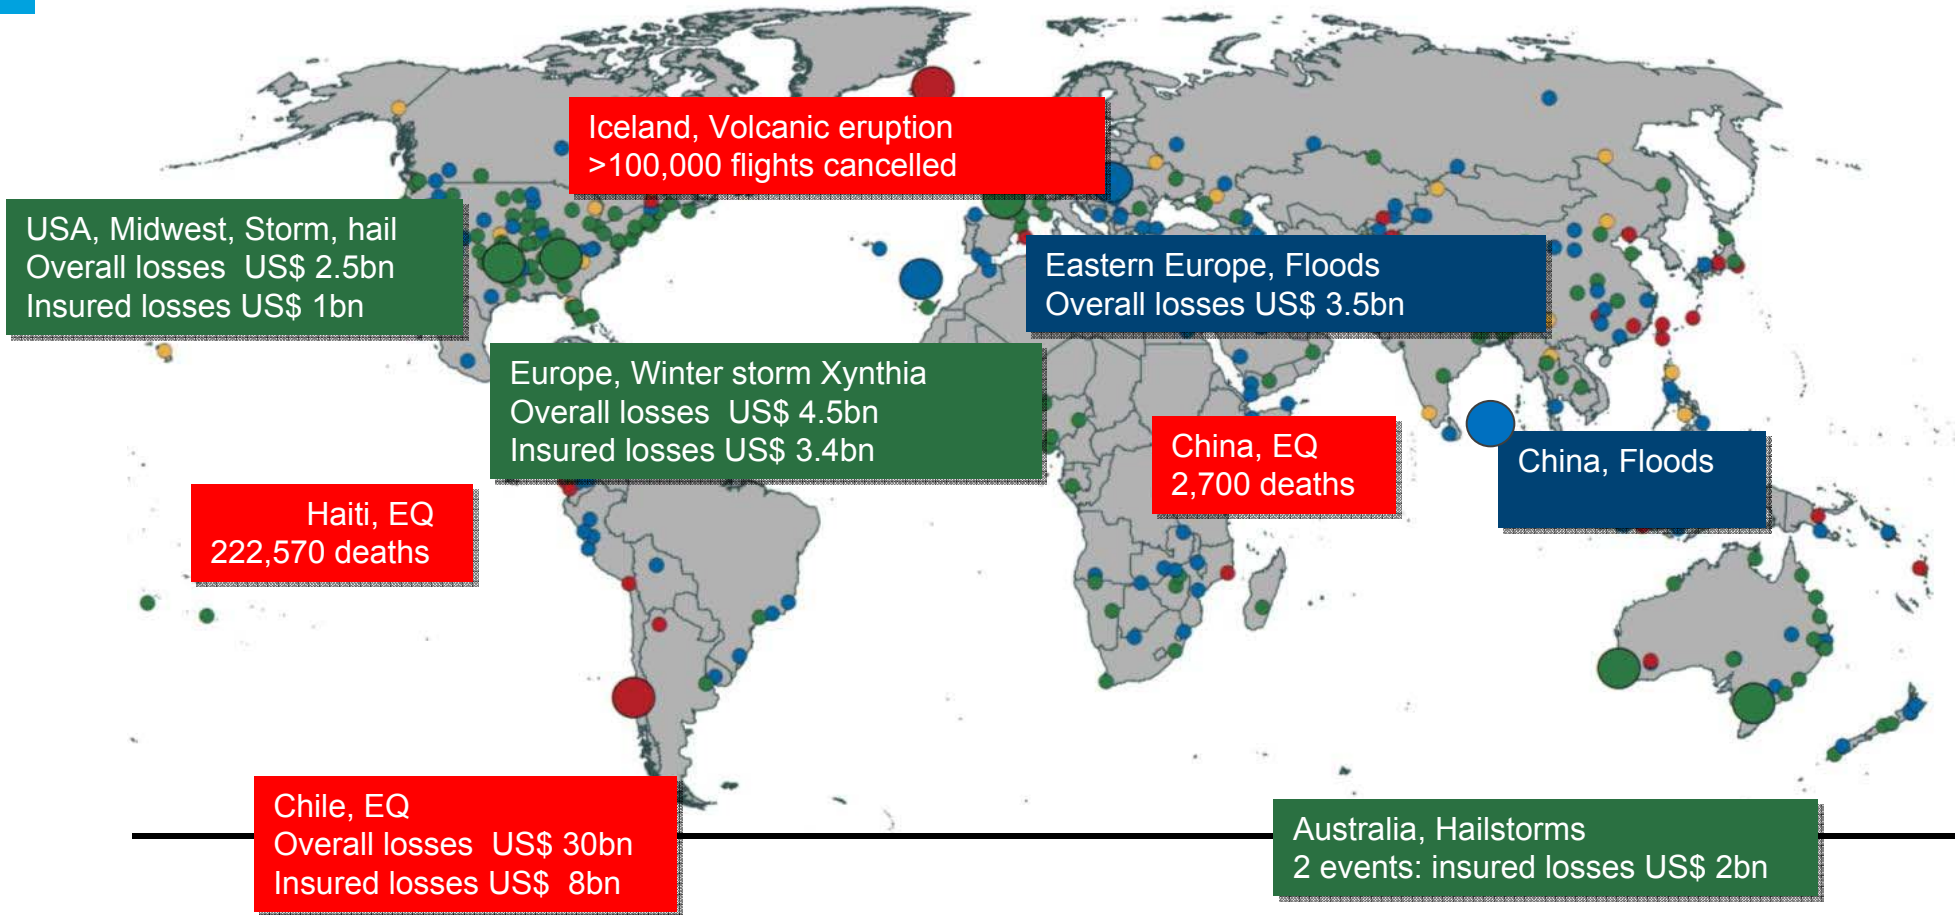 Iceland, Volcanic eruption
>100,000 flights cancelled
USA, Midwest, Storm, hail
Overall losses US$ 2.5bn
Insured losses US$ 1bn
Eastern Europe, Floods
Overall losses US$ 3.5bn
Europe, Winter storm Xynthia
Overall losses US$ 4.5bn
Insured losses US$ 3.4bn
China, EQ
2,700 deaths
China, Floods
Haiti, EQ
222,570 deaths
Chile, EQ
Overall losses US$ 30bn
Insured losses US$ 8bn
Australia, Hailstorms
2 events: insured losses US$ 2bn